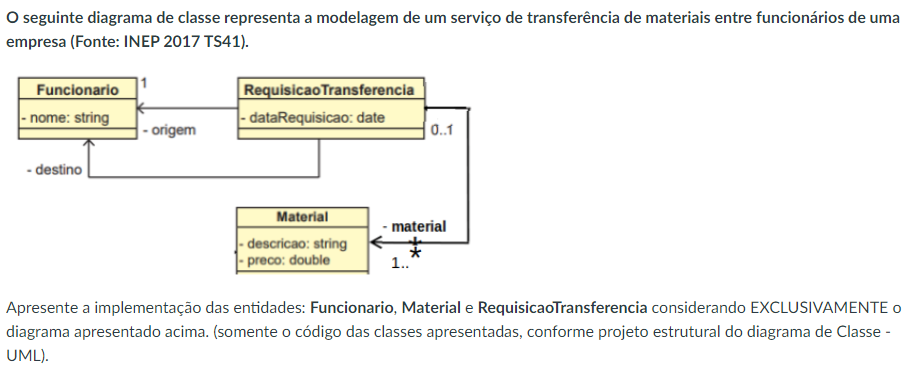 O seguinte diagrama de classe representa a modelagem de um serviço de transferência de materiais entre funcionários de uma
empresa (Fonte: INEP 2017 TS41).
Funcionario
1
RequisicaoTransferencia
- nome: string
- dataRequisicao: date
- origem
0..1
- destino
Material
- material
- descricao: string
- preco: double
1..*
Apresente a implementação das entidades: Funcionario, Material e RequisicaoTransferencia considerando EXCLUSIVAMENTE o
diagrama apresentado acima. (somente o código das classes apresentadas, conforme projeto estrutural do diagrama de Classe -
UML).